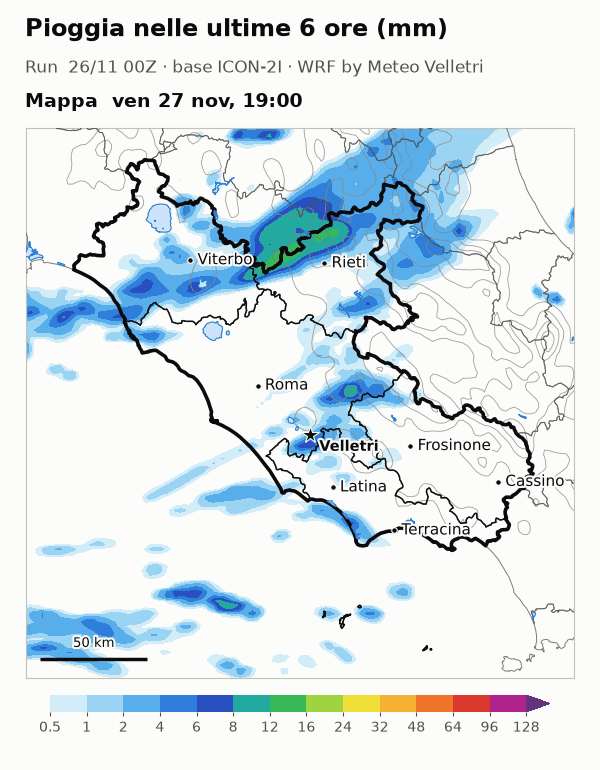 Pioggia nelle ultime 6 ore (mm)
Run 26/11 00Z · base ICON-2I · WRF by Meteo Velletri
Mappa ven 27 nov, 19:00
Viterbo
Rieti
Roma
Velletri
Frosinone
Cassino
Latina
Terracina
50 km
0.5 1 2 4 6 8 12 16 24 32 48 64 96 128